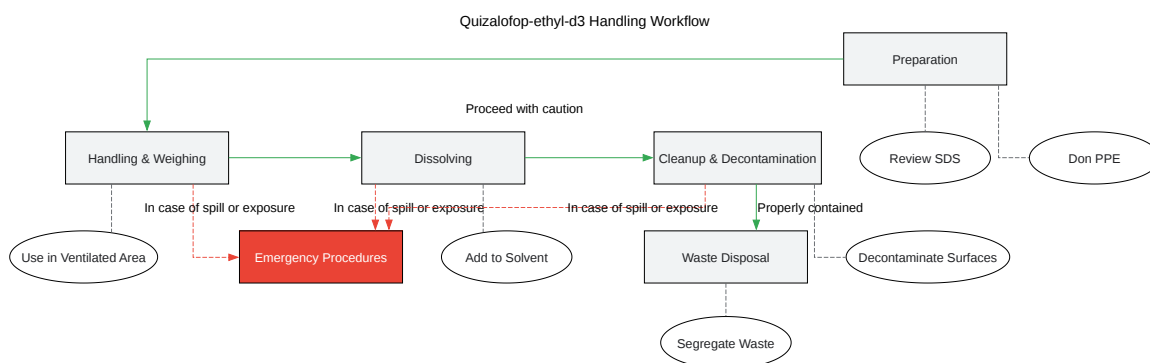 Quizalofop-ethyl-d3 Handling Workflow
Preparation
Proceed with caution
Handling & Weighing
Dissolving
Cleanup & Decontamination
Review SDS
Don PPE
In case of spill or exposure
In case of spill or exposure
In case of spill or exposure
Properly contained
Use in Ventilated Area
Emergency Procedures
Add to Solvent
Waste Disposal
Decontaminate Surfaces
Segregate Waste